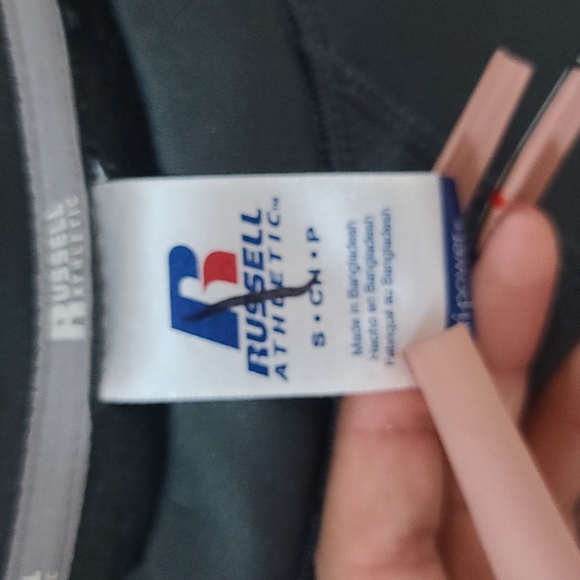 RUSSELL
ATHLETIC™
S • CH • P
Made in Bangladesh
Hecho en Bangladesh
Fabriqué au Bangladesh
RUSSELL
ATHLETIC